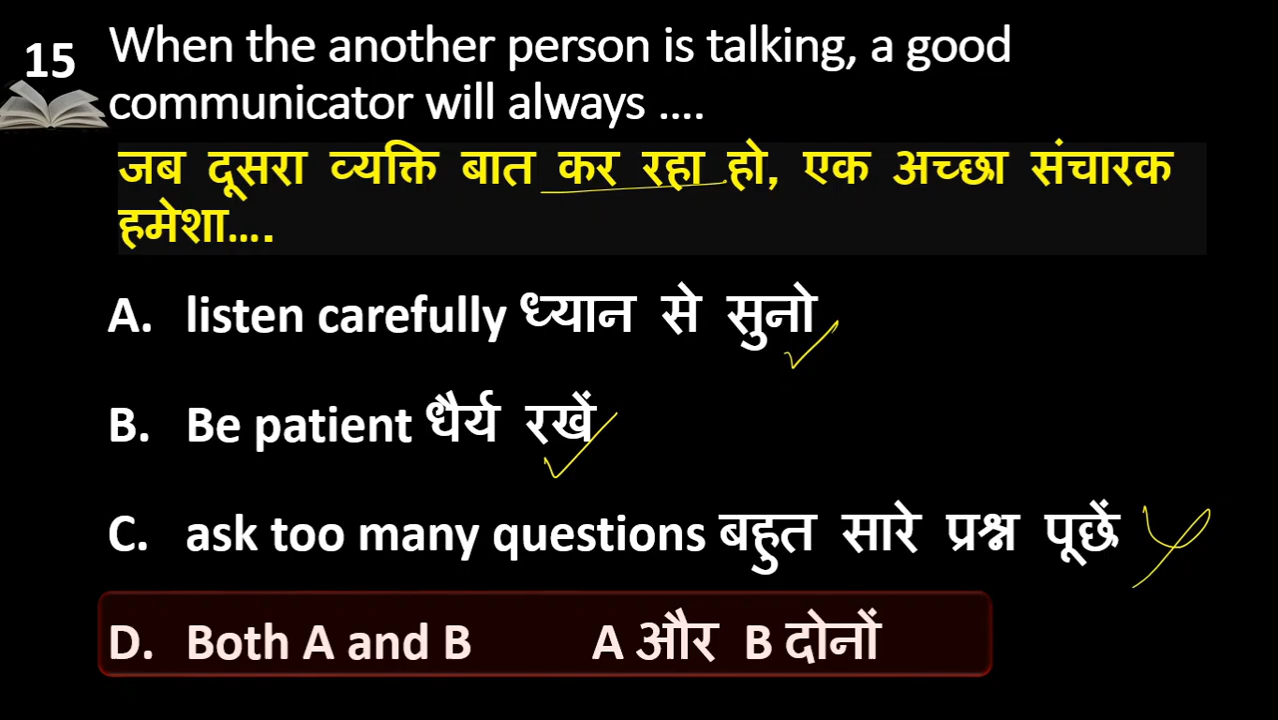 15
When the another person is talking, a good
communicator will always ....
जब दूसरा व्यक्ति बात कर रहा हो, एक अच्छा संचारक
हमेशा....
A. listen carefully ध्यान से सुनो
B. Be patient धैर्य रखें
C. ask too many questions बहुत सारे प्रश्न पूछें
D. Both A and B A और B दोनों